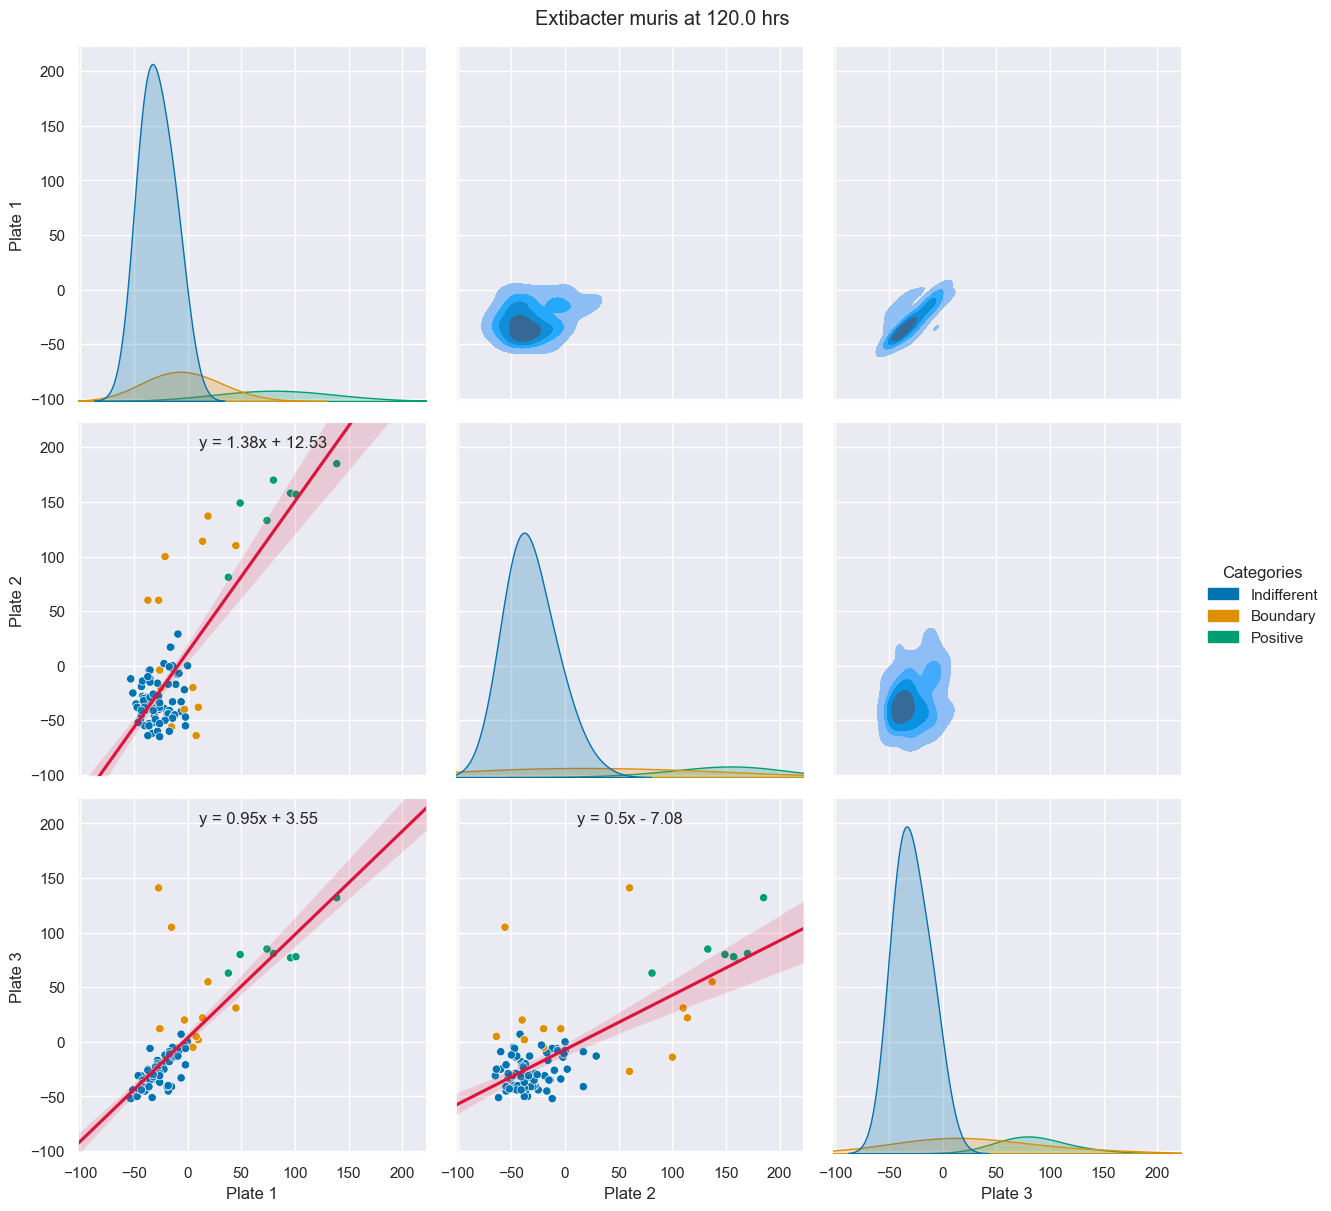 Extibacter muris at 120.0 hrs
Plate 1
200
150
100
50
0
−50
−100
Plate 2
200
150
100
50
0
−50
−100
y = 1.38x + 12.53
Categories
Indifferent
Boundary
Positive
Plate 3
200
150
100
50
0
−50
−100
y = 0.95x + 3.55
y = 0.5x - 7.08
−100 −50 0 50 100 150 200
−100 −50 0 50 100 150 200
−100 −50 0 50 100 150 200
Plate 1
Plate 2
Plate 3